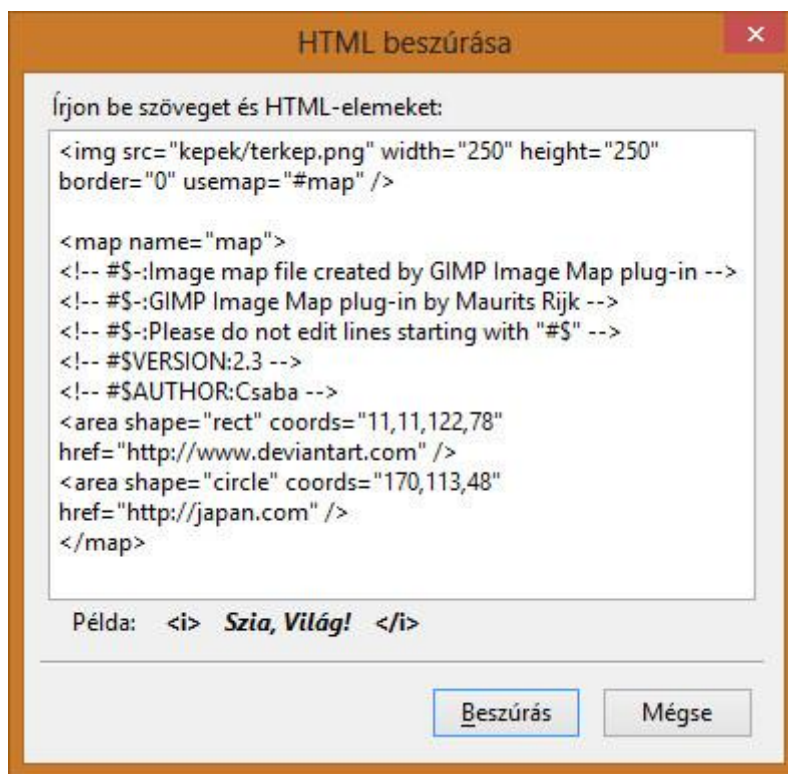 HTML beszúrása
Írjon be szöveget és HTML-elemeket:
<img src="kepek/terkep.png" width="250" height="250"
border="0" usemap="#map" />
<map name="map">
<!-- #$-:Image map file created by GIMP Image Map plug-in -->
<!-- #$-:GIMP Image Map plug-in by Maurits Rijk -->
<!-- #$-:Please do not edit lines starting with "#$" -->
<!-- #$VERSION:2.3 -->
<!-- #$AUTHOR:Csaba -->
<area shape="rect" coords="11,11,122,78"
href="http://www.deviantart.com" />
<area shape="circle" coords="170,113,48"
href="http://japan.com" />
</map>
Példa: <i> Szia, Világ! </i>
Beszúrás Mégse